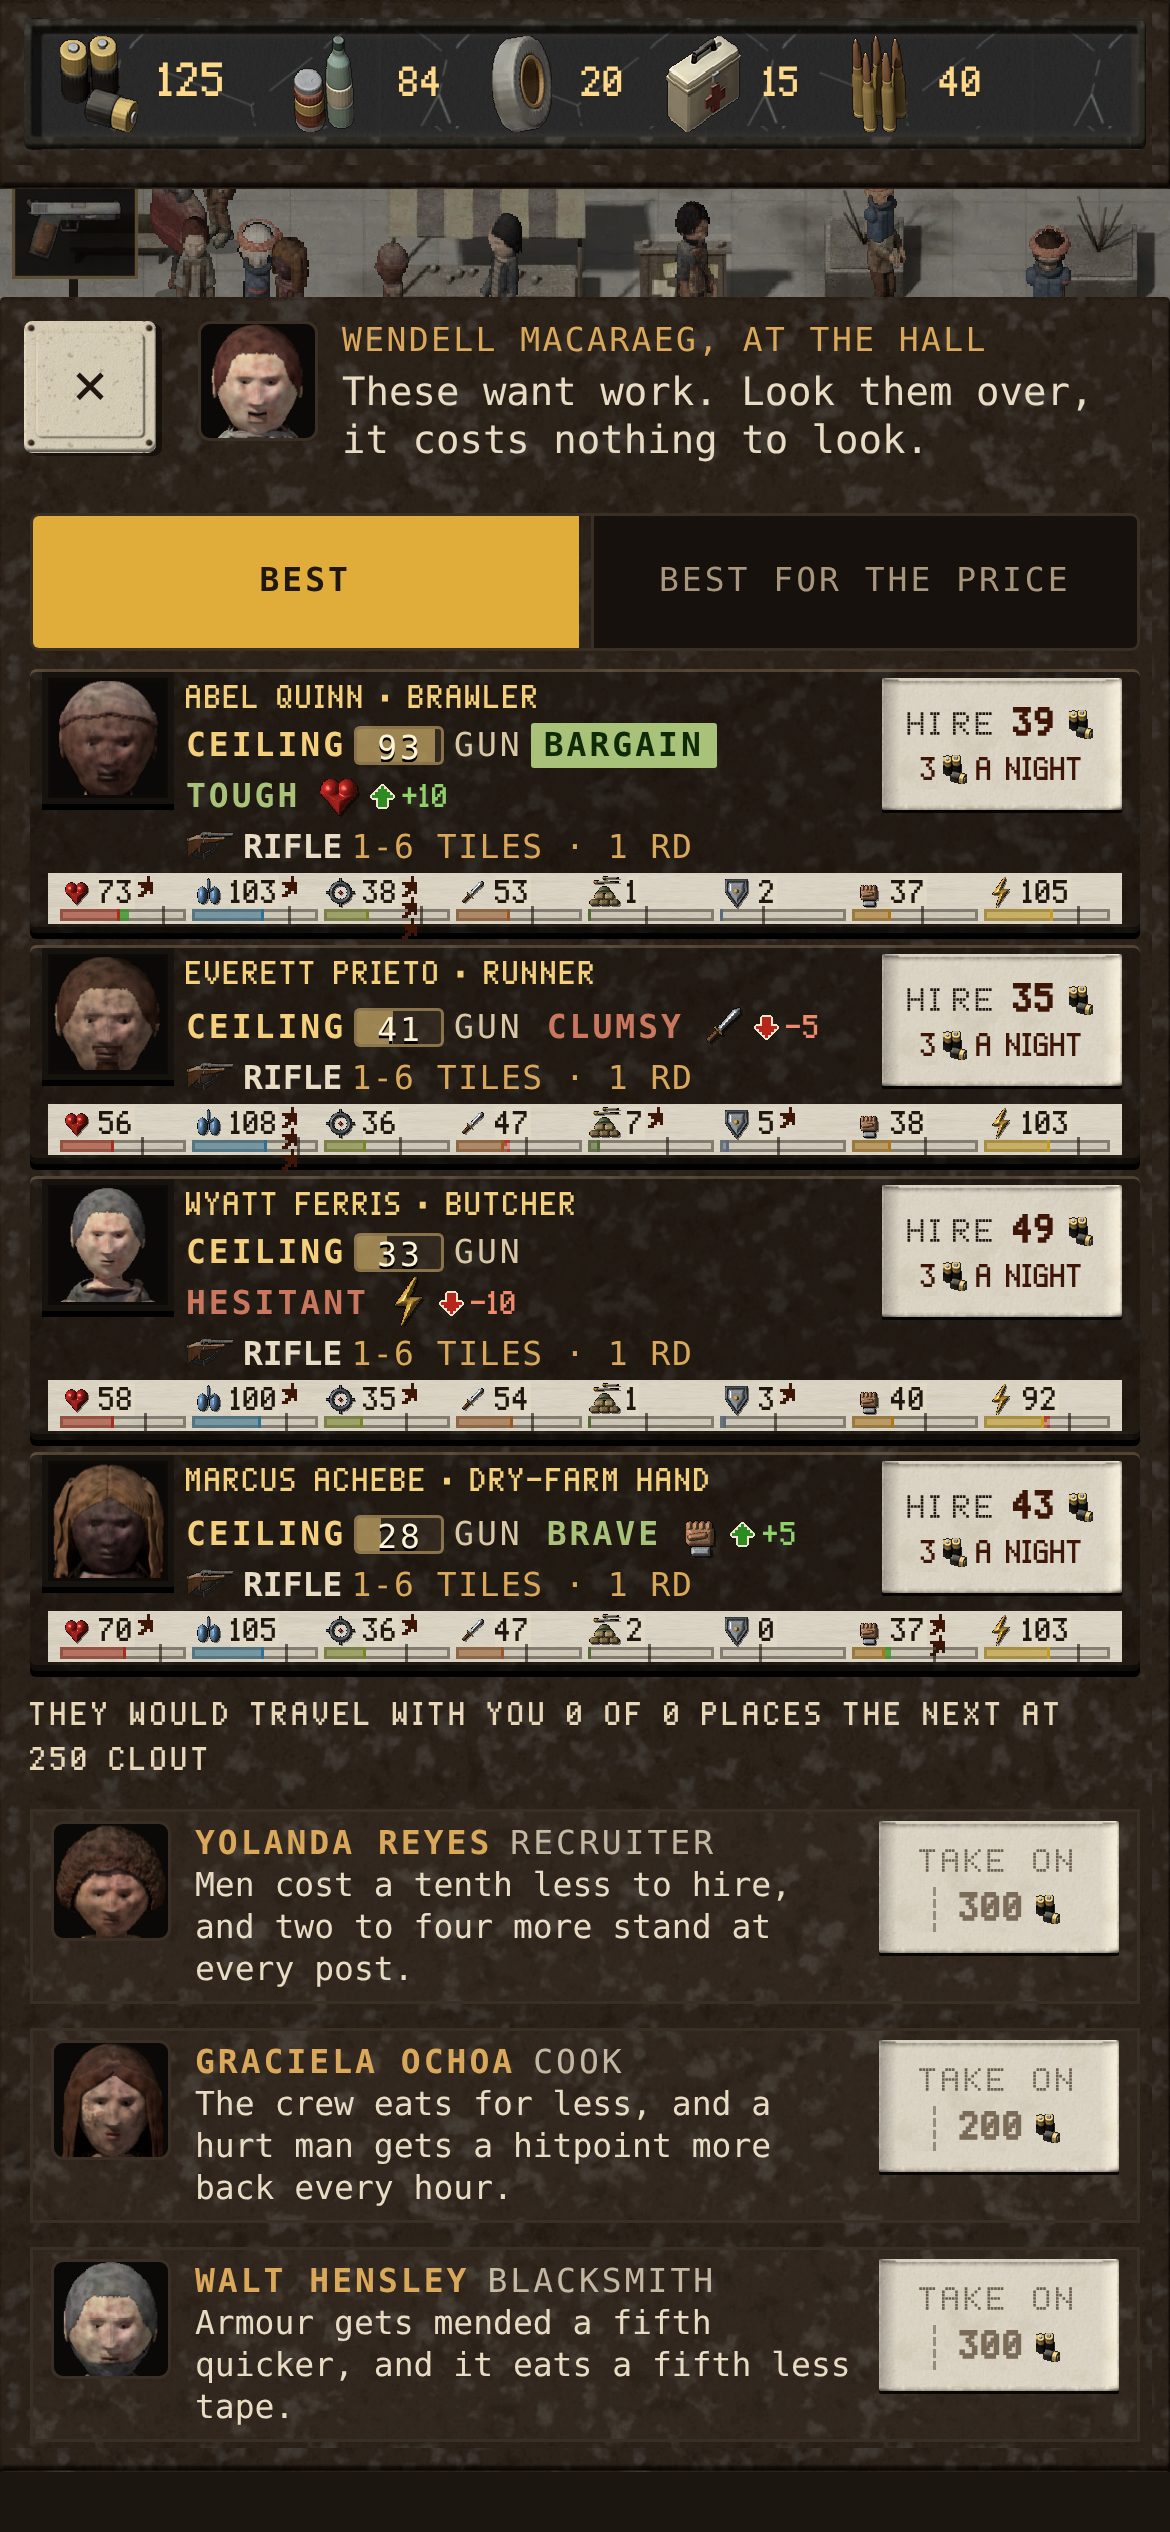 125 84 20 15 40
WENDELL MACARAEG, AT THE HALL
These want work. Look them over,
it costs nothing to look.
BEST
BEST FOR THE PRICE
ABEL QUINN · BRAWLER
CEILING 93 GUN BARGAIN
TOUGH +10
RIFLE 1-6 TILES · 1 RD
HIRE 39
3 A NIGHT
73 103 38 53 1 2 37 105
EVERETT PRIETO · RUNNER
CEILING 41 GUN CLUMSY -5
RIFLE 1-6 TILES · 1 RD
HIRE 35
3 A NIGHT
56 108 36 47 7 5 38 103
WYATT FERRIS · BUTCHER
CEILING 33 GUN
HESITANT -10
RIFLE 1-6 TILES · 1 RD
HIRE 49
3 A NIGHT
58 100 35 54 1 3 40 92
MARCUS ACHEBE · DRY-FARM HAND
CEILING 28 GUN BRAVE +5
RIFLE 1-6 TILES · 1 RD
HIRE 43
3 A NIGHT
70 105 36 47 2 0 37 103
THEY WOULD TRAVEL WITH YOU 0 OF 0 PLACES THE NEXT AT
250 CLOUT
YOLANDA REYES RECRUITER
Men cost a tenth less to hire,
and two to four more stand at
every post.
TAKE ON
300
GRACIELA OCHOA COOK
The crew eats for less, and a
hurt man gets a hitpoint more
back every hour.
TAKE ON
200
WALT HENSLEY BLACKSMITH
Armour gets mended a fifth
quicker, and it eats a fifth less
tape.
TAKE ON
300